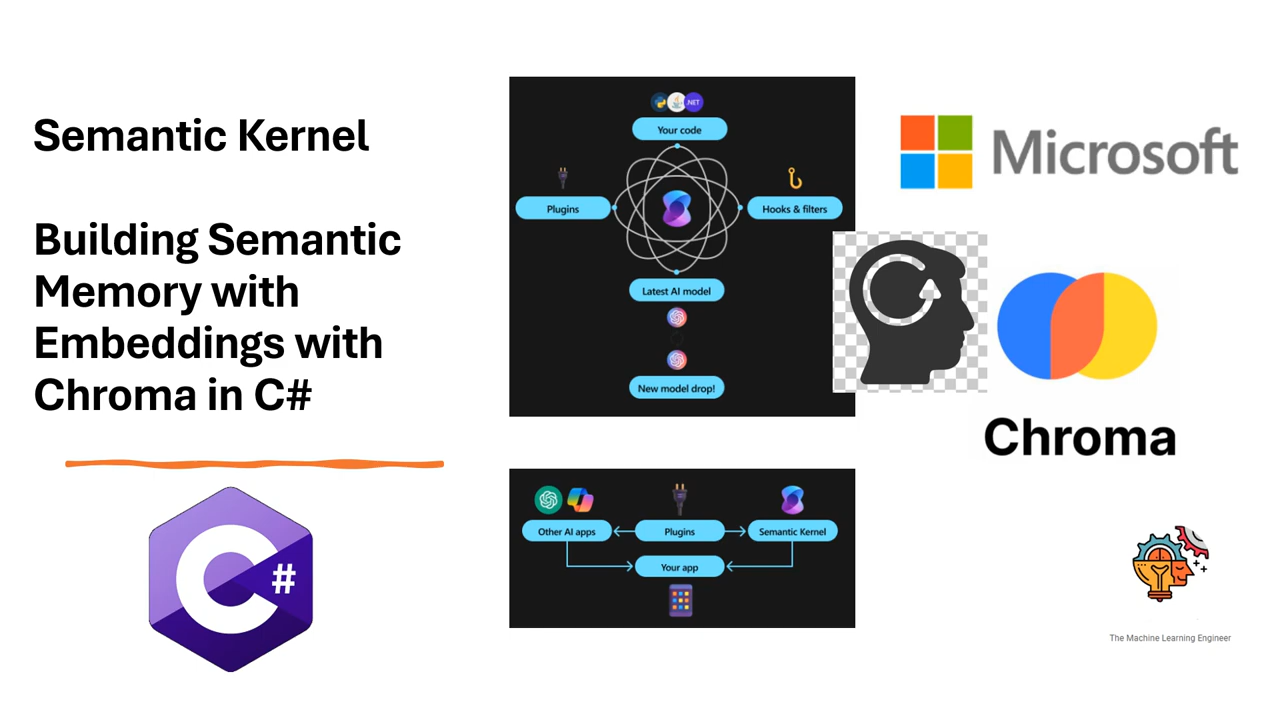 Semantic Kernel
Building Semantic
Memory with
Embeddings with
Chroma in C#
C#
.NET
Your code
Plugins
Hooks & filters
Latest AI model
New model drop!
Other AI apps
Plugins
Semantic Kernel
Your app
Microsoft
Chroma
The Machine Learning Engineer